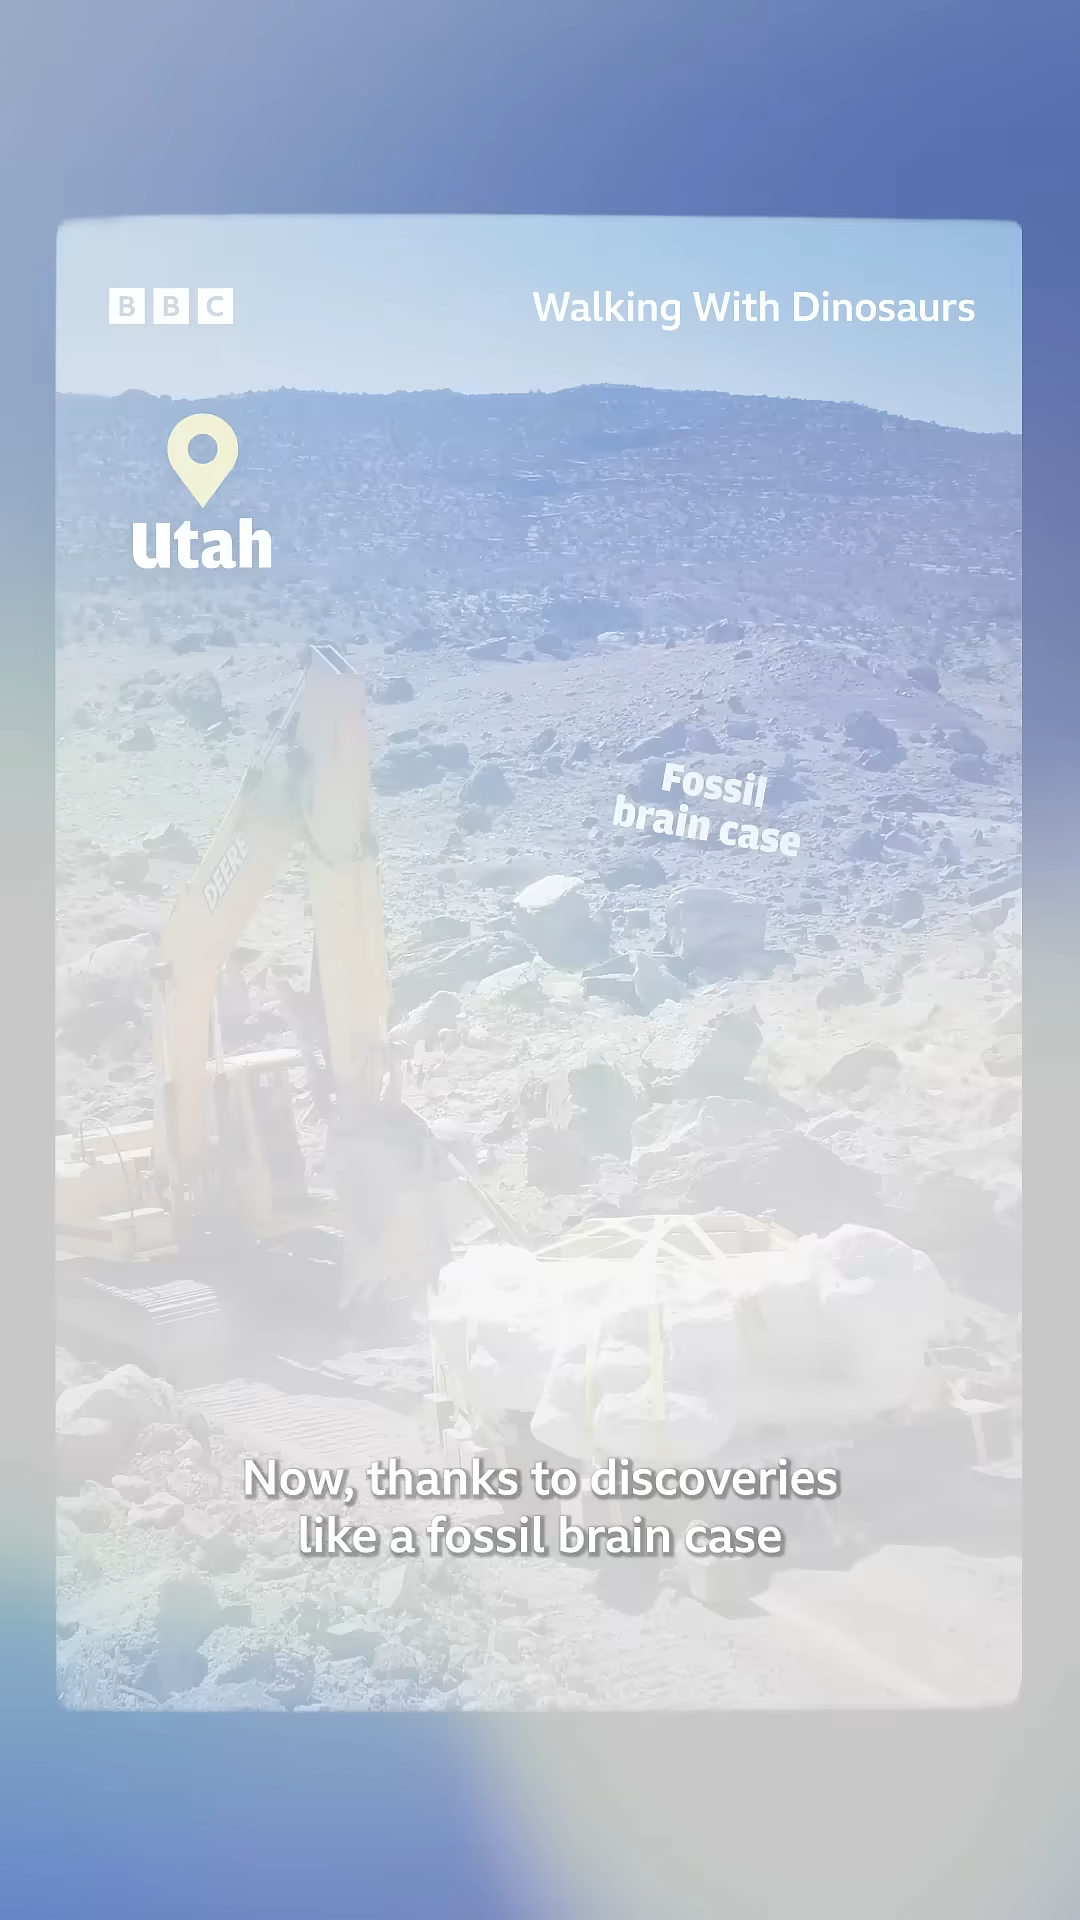 BBC
Walking With Dinosaurs
utah
Fossil
brain case
DEERE
Now, thanks to discoveries
like a fossil brain case